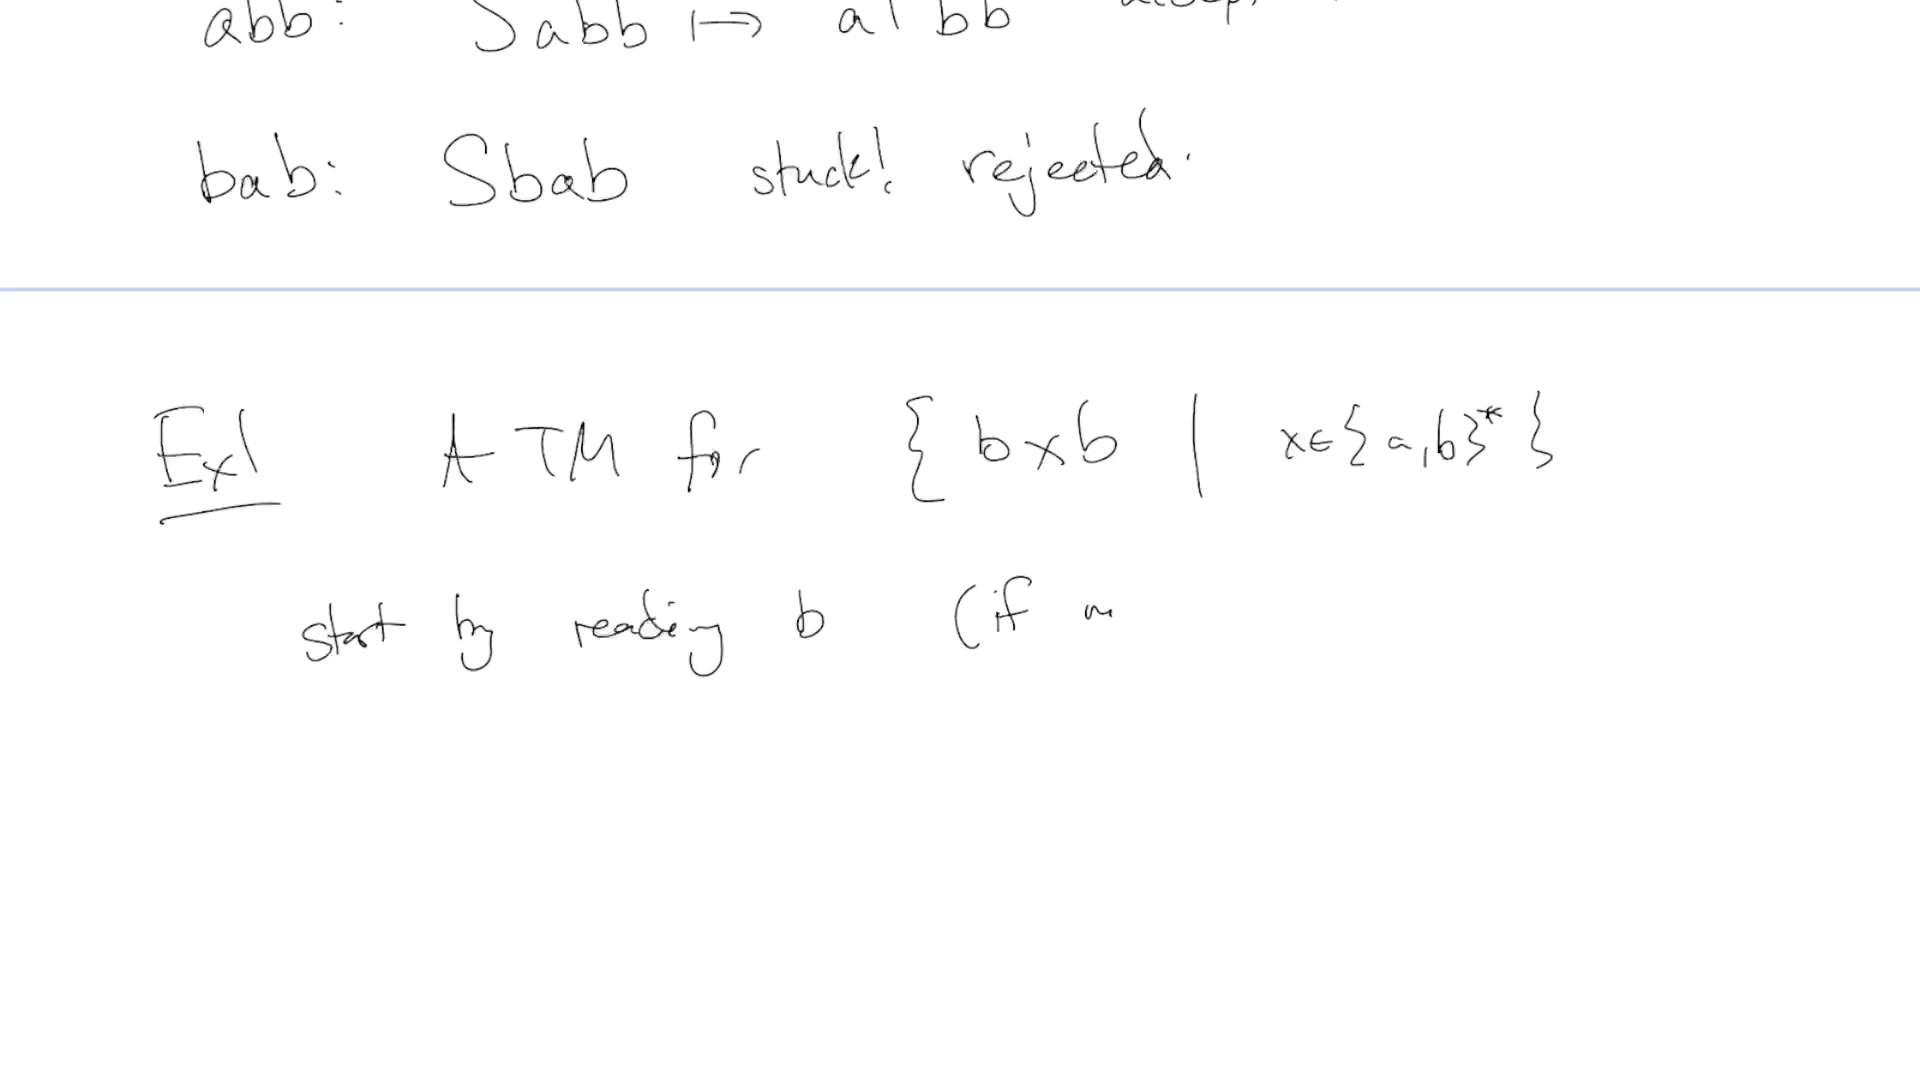 abb: Sabb ↦ a1bb
bab: Sbab stuck! rejected.
Ex1 A TM for { bxb | x∈{a,b}* }
start by reading b (if